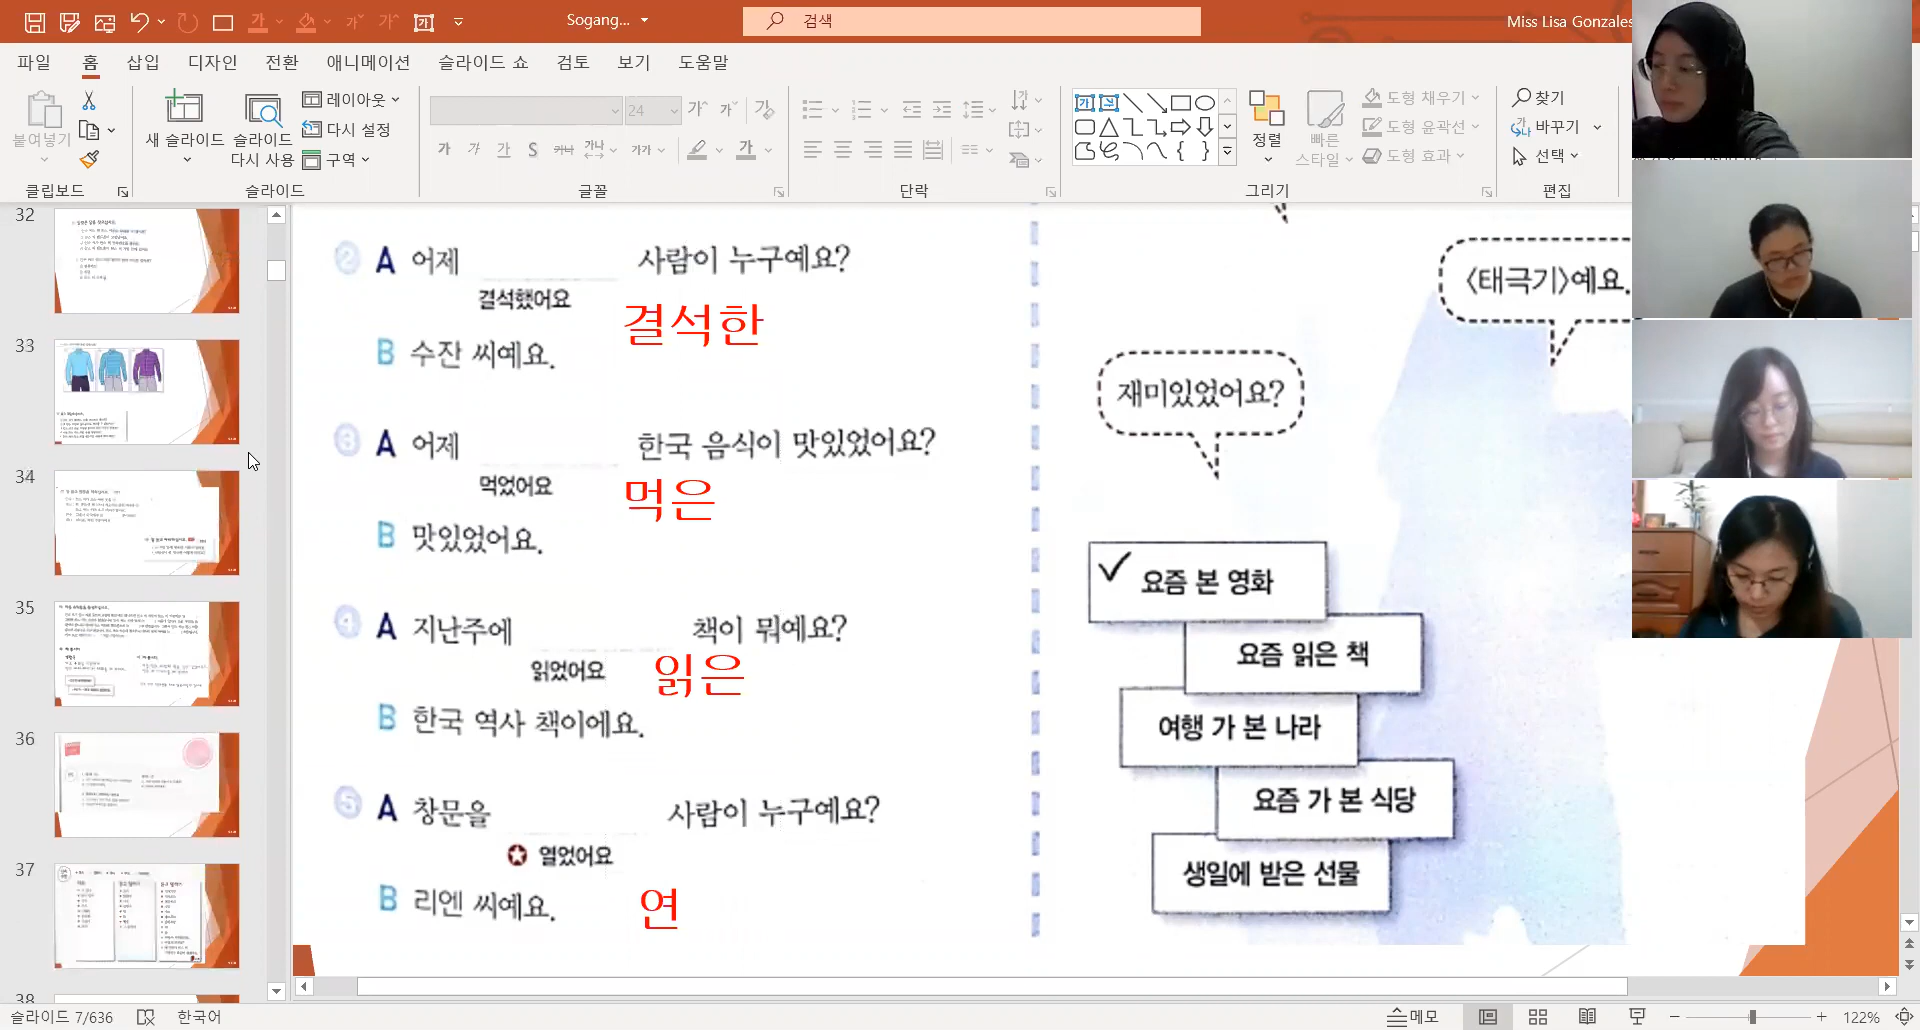 Sogang...
검색
Miss Lisa Gonzales
파일 홈 삽입 디자인 전환 애니메이션 슬라이드 쇼 검토 보기 도움말
붙여넣기
클립보드
새 슬라이드
슬라이드 다시 사용
레이아웃
다시 설정
구역
슬라이드
24
글꼴
단락
정렬
빠른 스타일
도형 채우기
도형 윤곽선
도형 효과
그리기
찾기
바꾸기
선택
편집
32
33
34
35
36
37
38
2 A 어제 사람이 누구예요?
결석했어요
결석한
B 수잔 씨예요.
3 A 어제 한국 음식이 맛있었어요?
먹었어요
먹은
B 맛있었어요.
4 A 지난주에 책이 뭐예요?
읽었어요
읽은
B 한국 역사 책이에요.
5 A 창문을 사람이 누구예요?
열었어요
B 리엔 씨예요.
연
〈태극기〉예요.
재미있었어요?
요즘 본 영화
요즘 읽은 책
여행 가 본 나라
요즘 가 본 식당
생일에 받은 선물
슬라이드 7/636
한국어
메모
122%